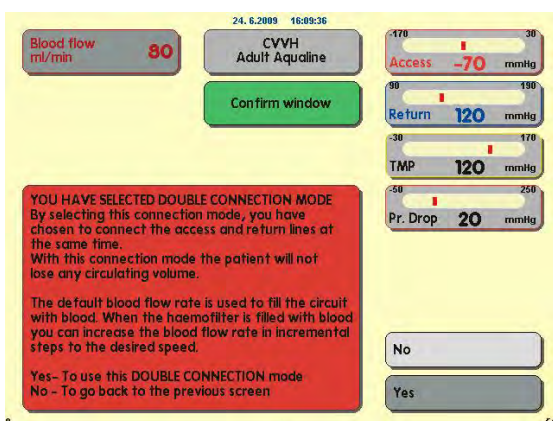 24. 6.2009 16:09:36
Blood flow
ml/min 80
CVVH
Adult Aqualine
Confirm window
-170 30
Access -70 mmHg
90 190
Return 120 mmHg
-30 170
TMP 120 mmHg
-50 250
Pr. Drop 20 mmHg
YOU HAVE SELECTED DOUBLE CONNECTION MODE
By selecting this connection mode, you have
chosen to connect the access and return lines at
the same time.
With this connection mode the patient will not
lose any circulating volume.
The default blood flow rate is used to fill the circuit
with blood. When the haemofilter is filled with blood
you can increase the blood flow rate in incremental
steps to the desired speed.
Yes- To use this DOUBLE CONNECTION mode
No - To go back to the previous screen
No
Yes